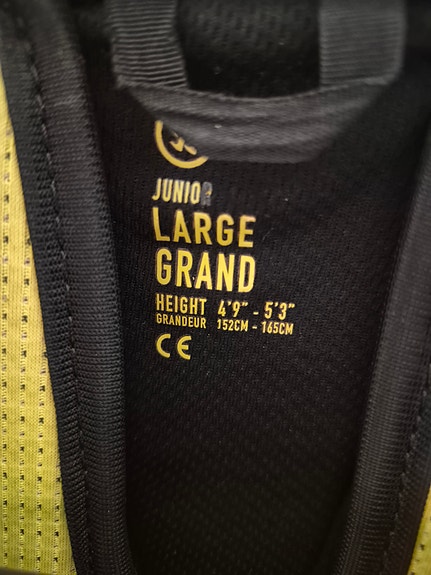 JUNIOR
LARGE
GRAND
HEIGHT 4'9" - 5'3"
GRANDEUR 152CM - 165CM
CE